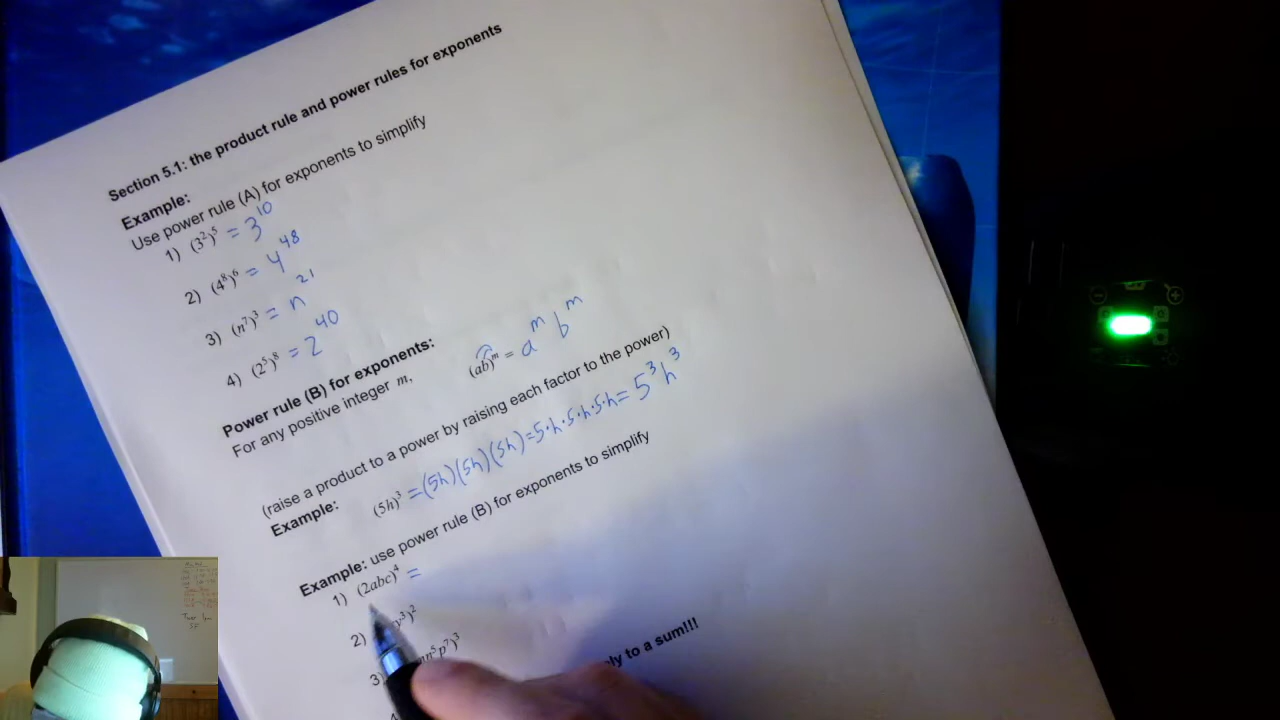 Section 5.1: the product rule and power rules for exponents
Example:
Use power rule (A) for exponents to simplify
1) (3²)⁵ = 3¹⁰
2) (4⁸)⁶ = 4⁴⁸
3) (n⁷)³ = n²¹
4) (2⁵)⁸ = 2⁴⁰
Power rule (B) for exponents:
For any positive integer m, (ab)ᵐ = aᵐ bᵐ
(raise a product to a power by raising each factor to the power)
Example: (5h)³ = (5h)(5h)(5h) = 5·h·5·h·5·h = 5³h³
Example: use power rule (B) for exponents to simplify
1) (2abc)⁴ =
2) y³)²
3) n⁵p⁷)³
to a sum!!!